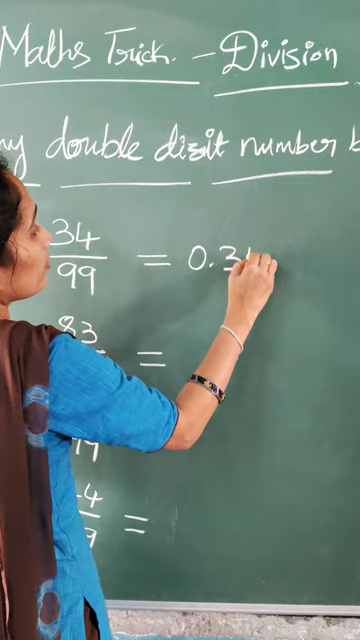 Maths Trick. - Division
double digit number
34
99 = 0.3
83
=
=